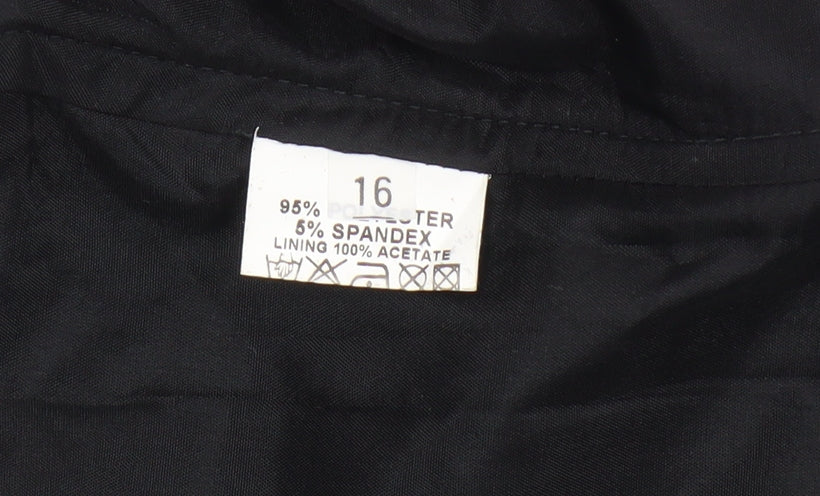 16
95% POLYESTER
5% SPANDEX
LINING 100% ACETATE